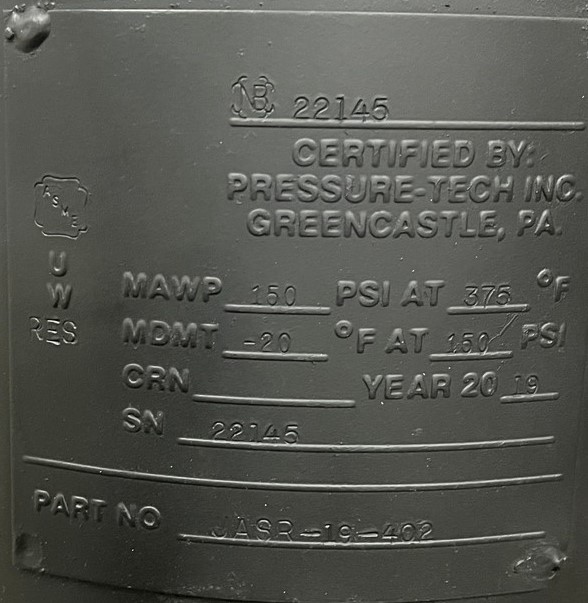 NB 22145
CERTIFIED BY:
PRESSURE-TECH INC.
GREENCASTLE, PA.
ASME
U
W
RES
MAWP 150 PSI AT 375 °F
MDMT -20 °F AT 150 PSI
CRN YEAR 20 19
SN 22145
PART NO JASR-19-402